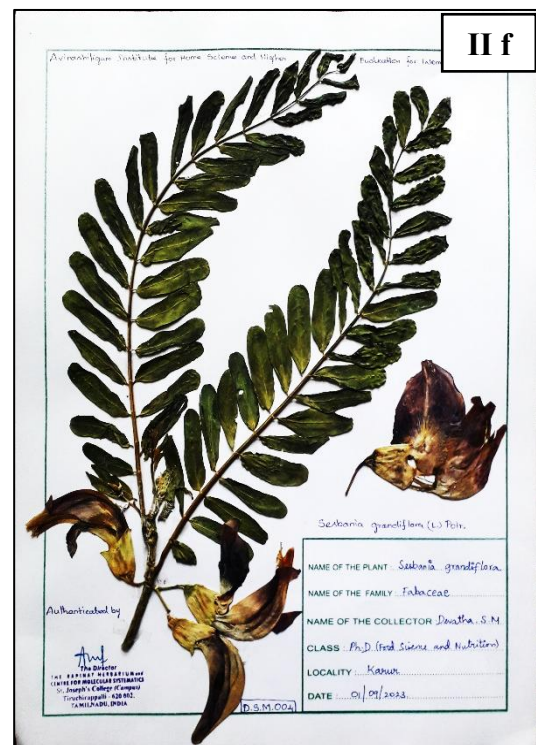 II f
Avinashilingam Institute for Home Science and Higher Education for Wom
Sesbania grandiflora (L) Poir.
NAME OF THE PLANT: Sesbania grandiflora
NAME OF THE FAMILY: Fabaceae
NAME OF THE COLLECTOR Devatha. S.M
CLASS: Ph.D (Food Science and Nutrition)
LOCALITY: Karur
DATE: 01/09/2023
Authenticated by
The Director
THE RAPINAT HERBARIUM and
CENTRE FOR MOLECULAR SYSTEMATICS
St. Joseph's College (Campus)
Tiruchirappalli - 620 002.
TAMILNADU, INDIA
D.S.M.004